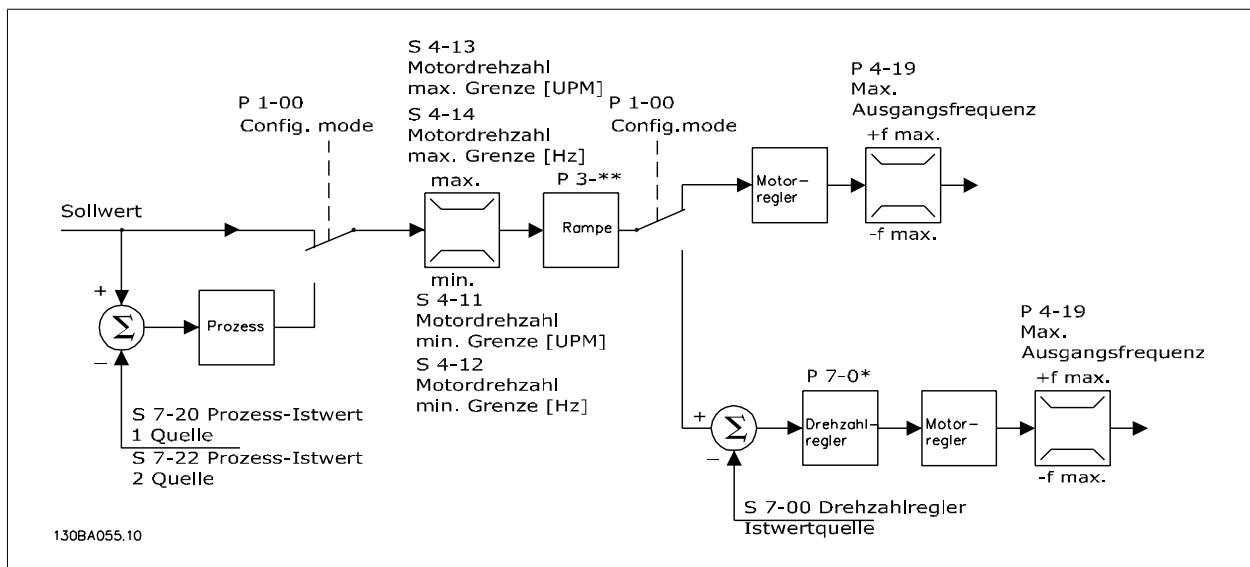 S 4-13
Motordrehzahl
max. Grenze [UPM]
S 4-14
Motordrehzahl
max. Grenze [Hz]
max.
min.
S 4-11
Motordrehzahl
min. Grenze [UPM]
S 4-12
Motordrehzahl
min. Grenze [Hz]
P 1-00
Config. mode
Sollwert
+
Σ
−
Prozess
S 7-20 Prozess-Istwert
1 Quelle
S 7-22 Prozess-Istwert
2 Quelle
P 3-**
Rampe
P 1-00
Config.mode
Motor-
regler
P 4-19
Max.
Ausgangsfrequenz
+f max.
-f max.
+
Σ
−
P 7-0*
Drehzahl-
regler
Motor-
regler
P 4-19
Max.
Ausgangsfrequenz
+f max.
-f max.
S 7-00 Drehzahlregler
Istwertquelle
130BA055.10